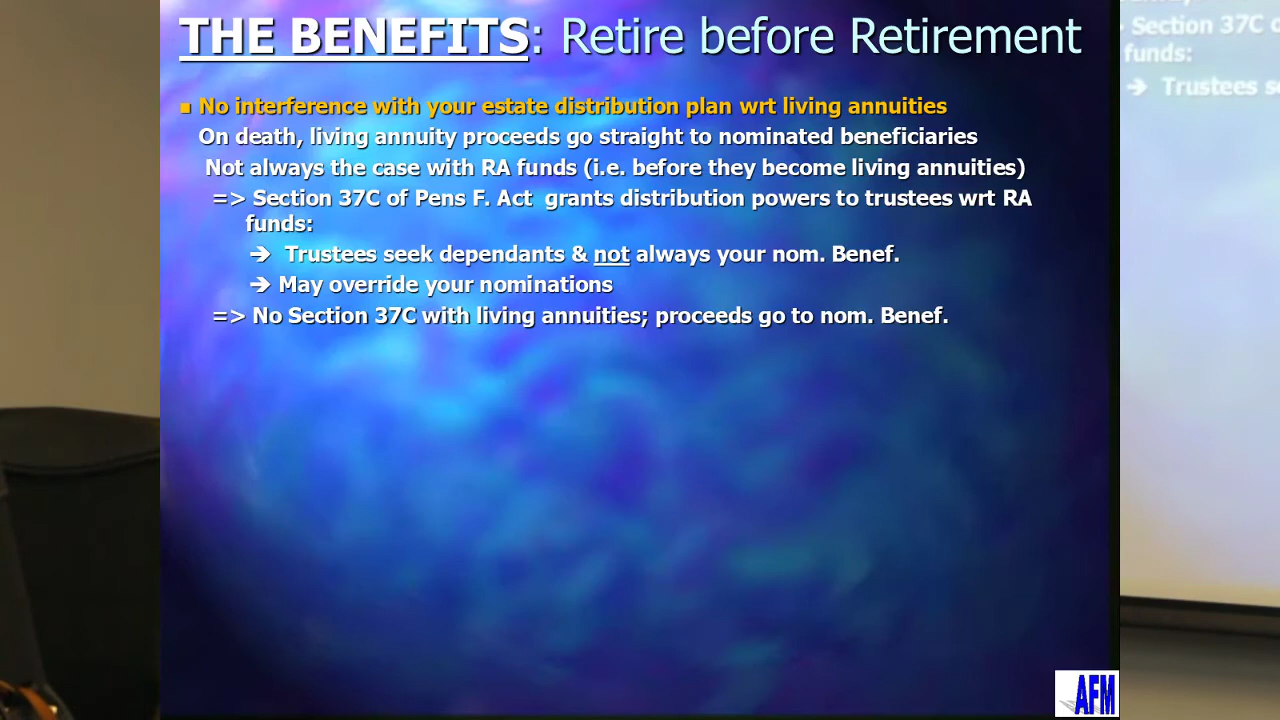 THE BENEFITS: Retire before Retirement
No interference with your estate distribution plan wrt living annuities
On death, living annuity proceeds go straight to nominated beneficiaries
Not always the case with RA funds (i.e. before they become living annuities)
=> Section 37C of Pens F. Act grants distribution powers to trustees wrt RA
funds:
➔ Trustees seek dependants & not always your nom. Benef.
➔ May override your nominations
=> No Section 37C with living annuities; proceeds go to nom. Benef.
AFM
Section 37C
funds:
➔ Trustees